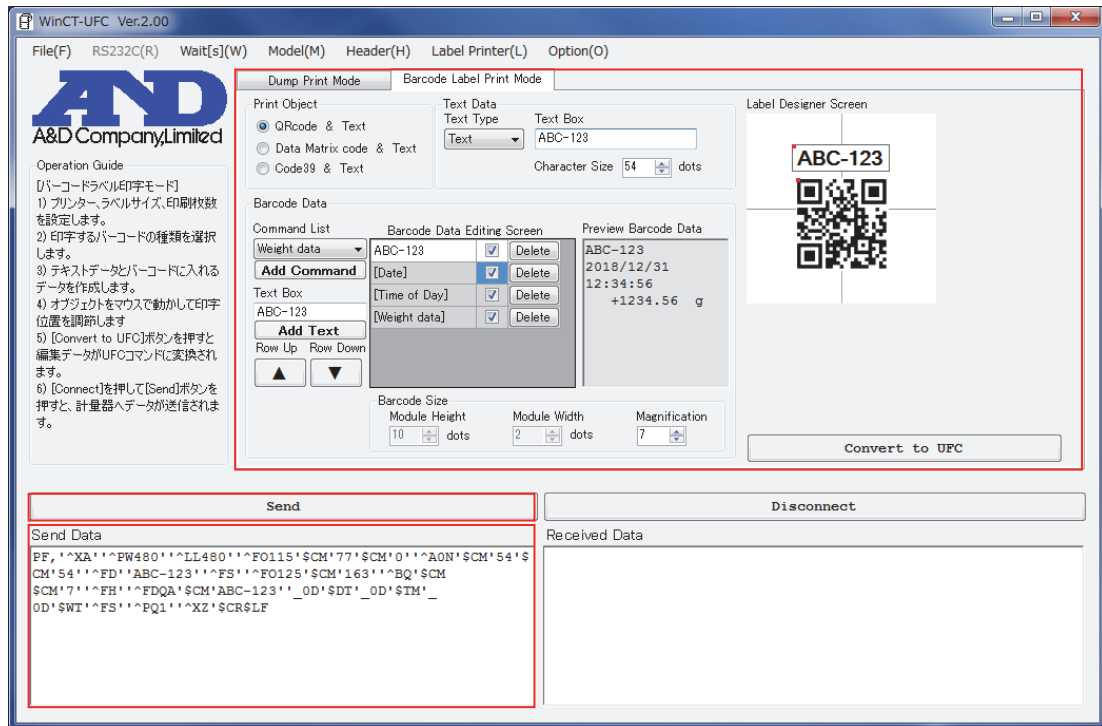 WinCT-UFC Ver.2.00
File(F) RS232C(R) Wait[s](W) Model(M) Header(H) Label Printer(L) Option(O)
AND
A&D Company,Limited
Operation Guide
[バーコードラベル印字モード]
1) プリンター、ラベルサイズ、印刷枚数
を設定します。
2) 印字するバーコードの種類を選択
します。
3) テキストデータとバーコードに入れる
データを作成します。
4) オブジェクトをマウスで動かして印字
位置を調節します
5) [Convert to UFC]ボタンを押すと
編集データがUFCコマンドに変換され
ます。
6) [Connect]を押して[Send]ボタンを
押すと、計量器へデータが送信されま
す。
Dump Print Mode
Barcode Label Print Mode
Print Object
QRcode & Text
Data Matrix code & Text
Code39 & Text
Text Data
Text Type
Text
Text Box
ABC-123
Character Size 54 dots
Barcode Data
Command List
Weight data
Add Command
Text Box
ABC-123
Add Text
Row Up Row Down
▲ ▼
Barcode Data Editing Screen
ABC-123 Delete
[Date] Delete
[Time of Day] Delete
[Weight data] Delete
Preview Barcode Data
ABC-123
2018/12/31
12:34:56
+1234.56 g
Barcode Size
Module Height
10 dots
Module Width
2 dots
Magnification
7
Label Designer Screen
ABC-123
Convert to UFC
Send
Disconnect
Send Data
PF,'^XA''^PW480''^LL480''^FO115'$CM'77'$CM'0''^A0N'$CM'54'$
CM'54''^FD''ABC-123''^FS''^FO125'$CM'163''^BQ'$CM
$CM'7''^FH''^FDQA'$CM'ABC-123''_0D'$DT'_0D'$TM'_
0D'$WT'^FS''^PQ1''^XZ'$CR$LF
Received Data